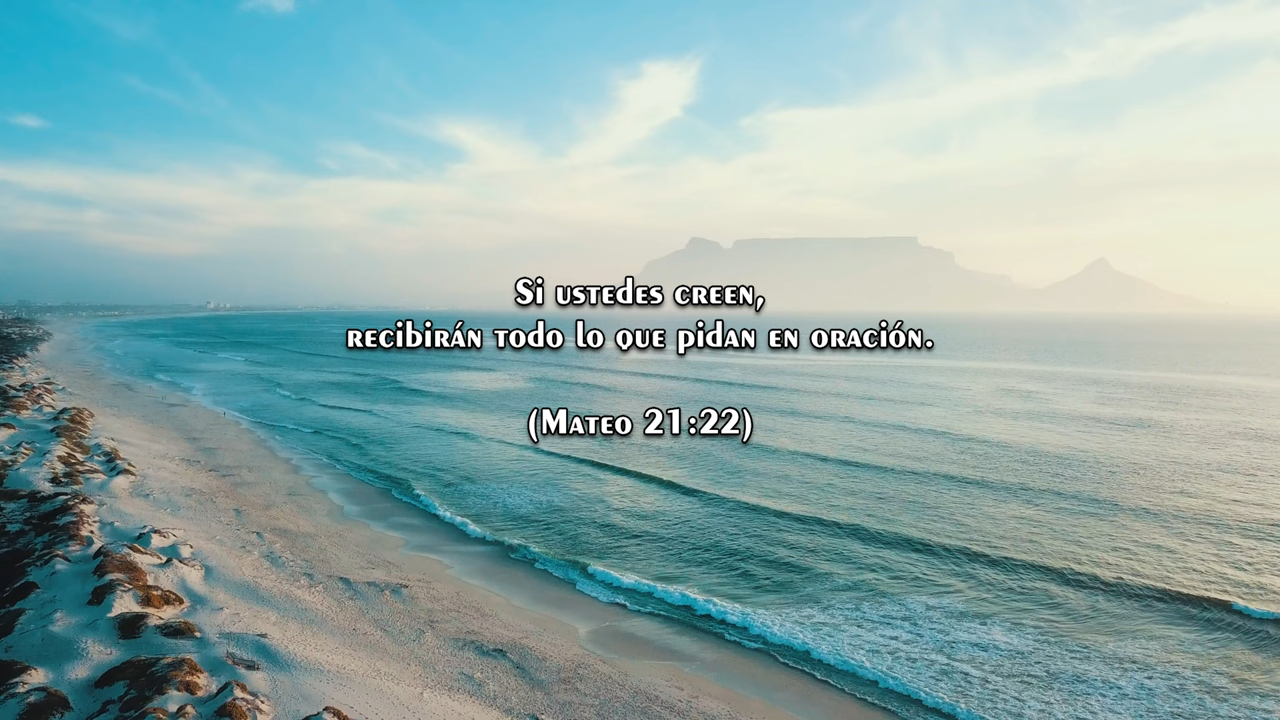 Si ustedes creen,
recibirán todo lo que pidan en oración.
(Mateo 21:22)